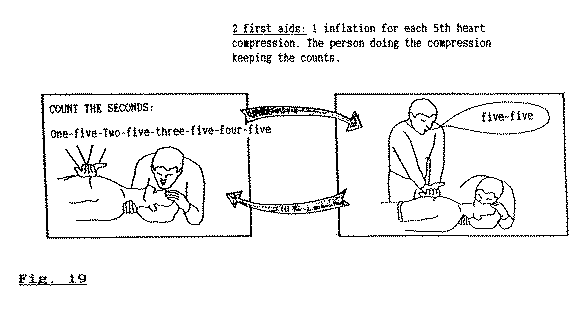 2 first aids: 1 inflation for each 5th heart
compression. The person doing the compression
keeping the counts.
COUNT THE SECONDS:
One-five-Two-five-three-five-four-five
five-five
Fig. 19